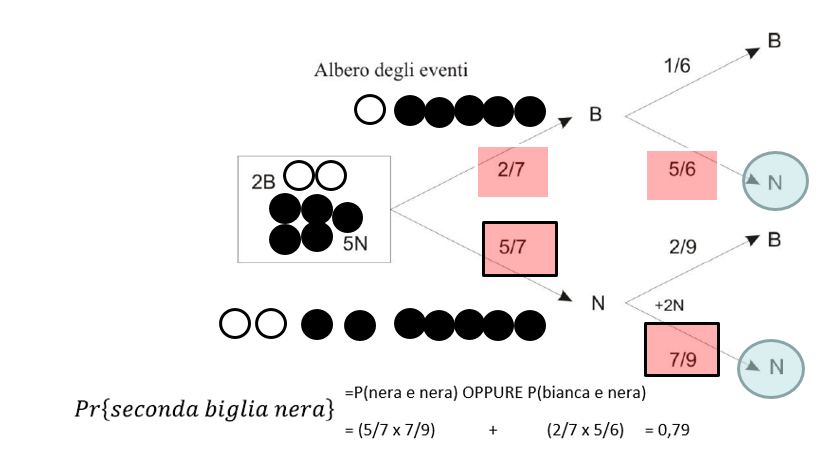 Albero degli eventi
B
1/6
B
2/7
5/6
N
2B
5N
5/7
2/9
B
N
+2N
7/9
N
Pr{seconda biglia nera}
=P(nera e nera) OPPURE P(bianca e nera)
= (5/7 x 7/9) + (2/7 x 5/6) = 0,79